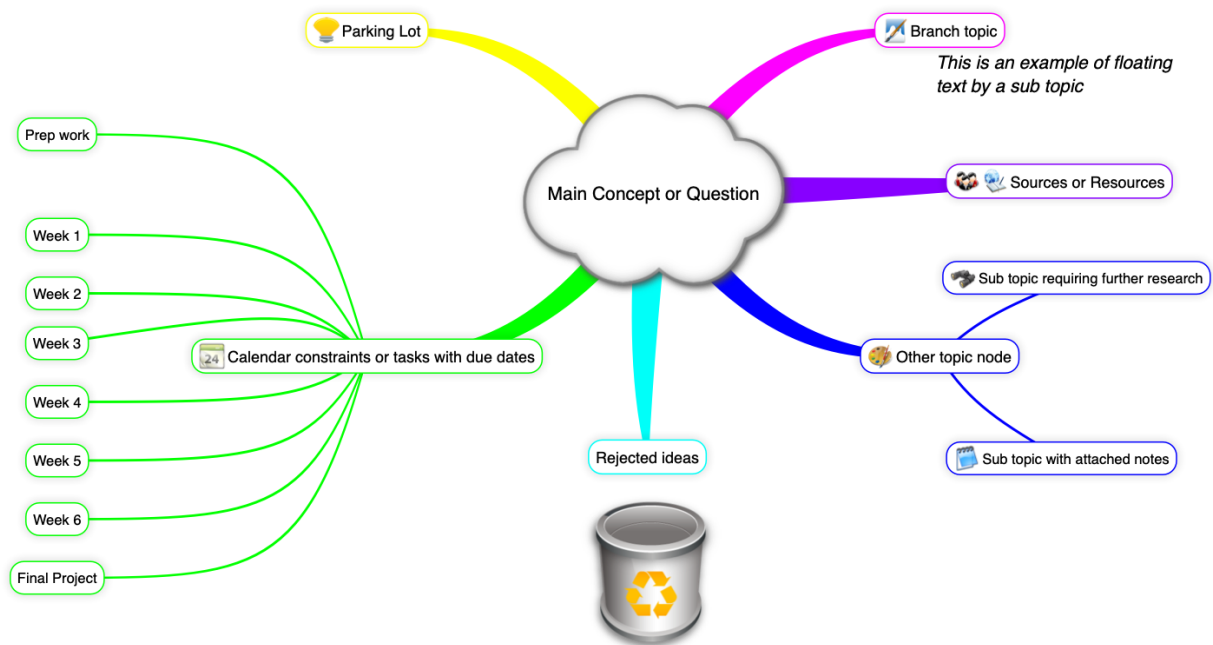 Parking Lot
Branch topic
This is an example of floating
text by a sub topic
Prep work
Main Concept or Question
Sources or Resources
Week 1
Sub topic requiring further research
Week 2
Week 3
24
Calendar constraints or tasks with due dates
Other topic node
Week 4
Rejected ideas
Sub topic with attached notes
Week 5
Week 6
Final Project